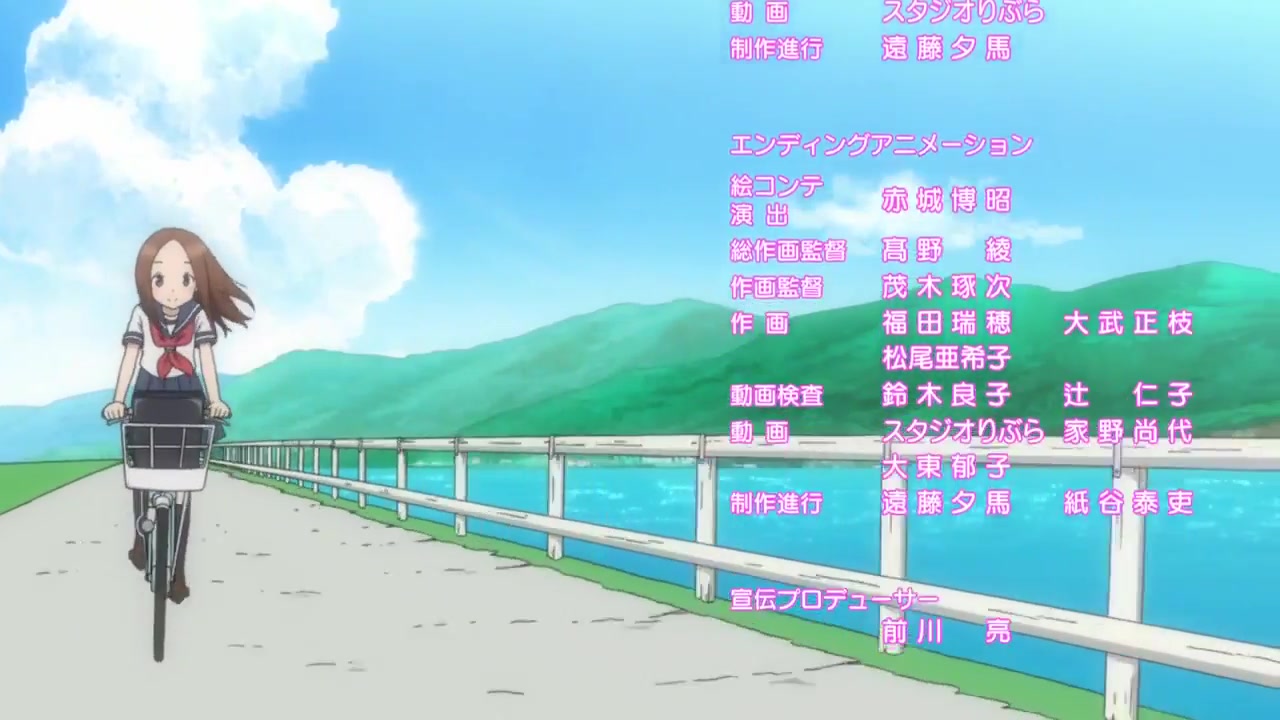 動画 スタジオりぶら
制作進行 遠藤夕馬
エンディングアニメーション
絵コンテ
演出 赤城博昭
総作画監督 髙野 綾
作画監督 茂木琢次
作画 福田瑞穂 大武正枝
松尾亜希子
動画検査 鈴木良子 辻 仁子
動画 スタジオりぶら 家野尚代
大東郁子
制作進行 遠藤夕馬 紙谷泰吏
宣伝プロデューサー
前川 亮